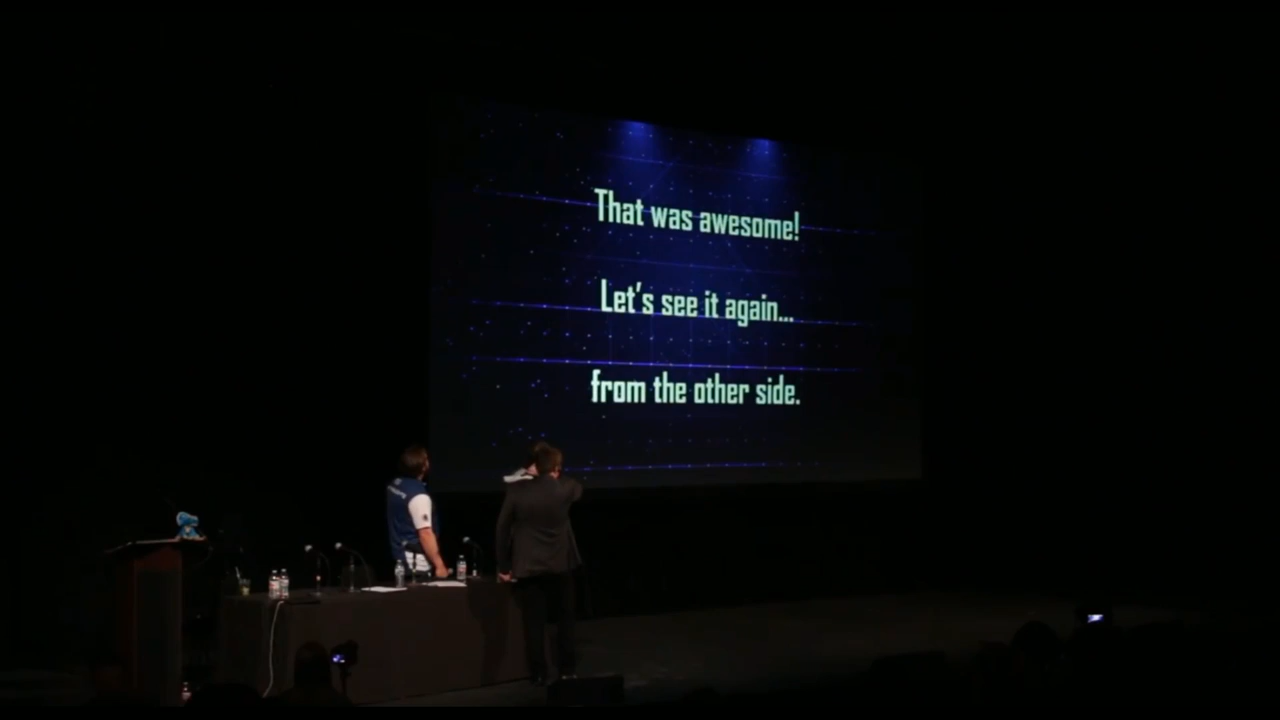 That was awesome!
Let's see it again...
from the other side.